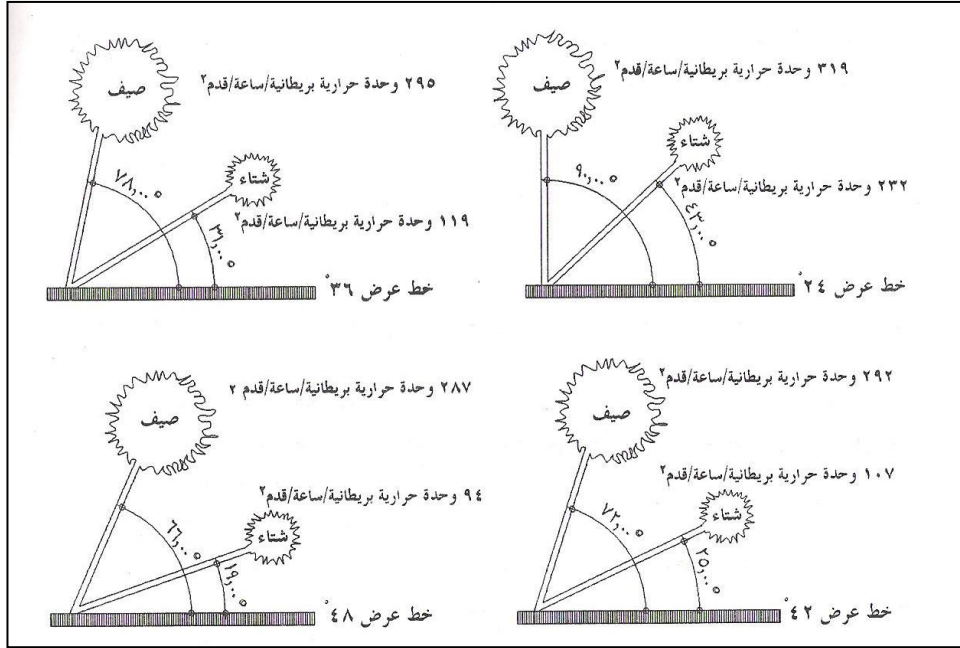 ٣١٩ وحدة حرارية بريطانية/ساعة/قدم٢
صيف
شتاء
٩٠,٠٠°
٢٣٢ وحدة حرارية بريطانية/ساعة/قدم٢
٤٣,٠٠°
خط عرض ٢٤°
٢٩٥ وحدة حرارية بريطانية/ساعة/قدم٢
صيف
شتاء
٧٨,٠٠°
١١٩ وحدة حرارية بريطانية/ساعة/قدم٢
٣١,٠٠°
خط عرض ٣٦°
٢٩٢ وحدة حرارية بريطانية/ساعة/قدم٢
صيف
١٠٧ وحدة حرارية بريطانية/ساعة/قدم٢
شتاء
٧٢,٠٠°
٢٥,٠٠°
خط عرض ٤٢°
٢٨٧ وحدة حرارية بريطانية/ساعة/قدم ٢
صيف
٩٤ وحدة حرارية بريطانية/ساعة/قدم٢
شتاء
٦٦,٠٠°
١٩,٠٠°
خط عرض ٤٨°